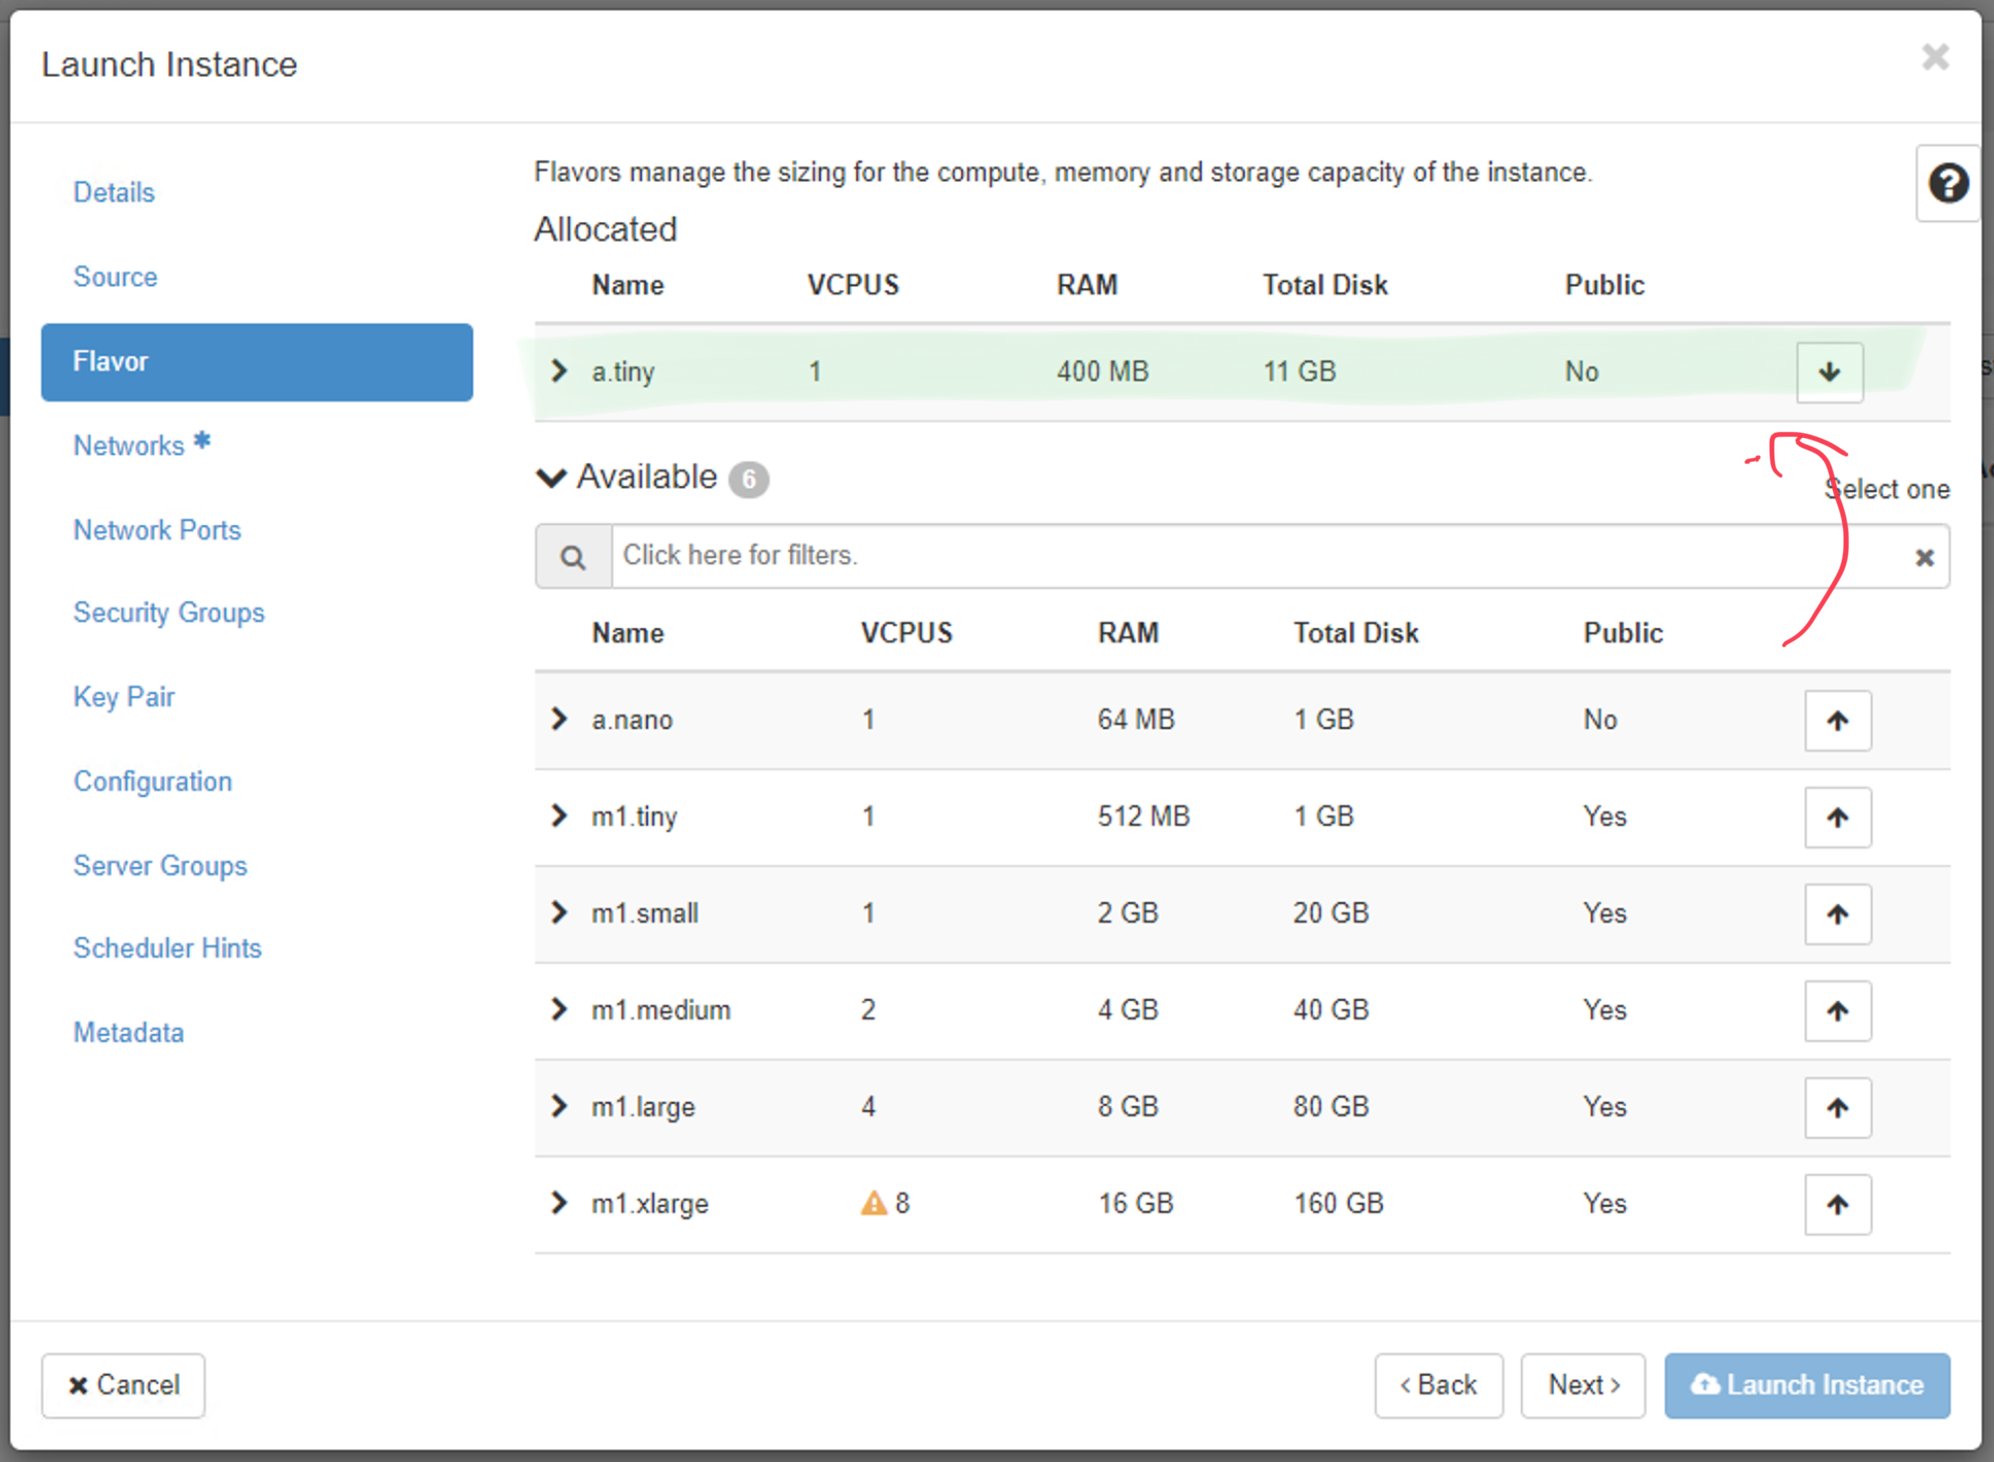 Launch Instance
Details
Source
Flavor
Networks *
Network Ports
Security Groups
Key Pair
Configuration
Server Groups
Scheduler Hints
Metadata
Flavors manage the sizing for the compute, memory and storage capacity of the instance.
Allocated
Name VCPUS RAM Total Disk Public
a.tiny 1 400 MB 11 GB No
Available 6
Select one
Click here for filters.
Name VCPUS RAM Total Disk Public
a.nano 1 64 MB 1 GB No
m1.tiny 1 512 MB 1 GB Yes
m1.small 1 2 GB 20 GB Yes
m1.medium 2 4 GB 40 GB Yes
m1.large 4 8 GB 80 GB Yes
m1.xlarge 8 16 GB 160 GB Yes
Cancel
‹ Back
Next ›
Launch Instance